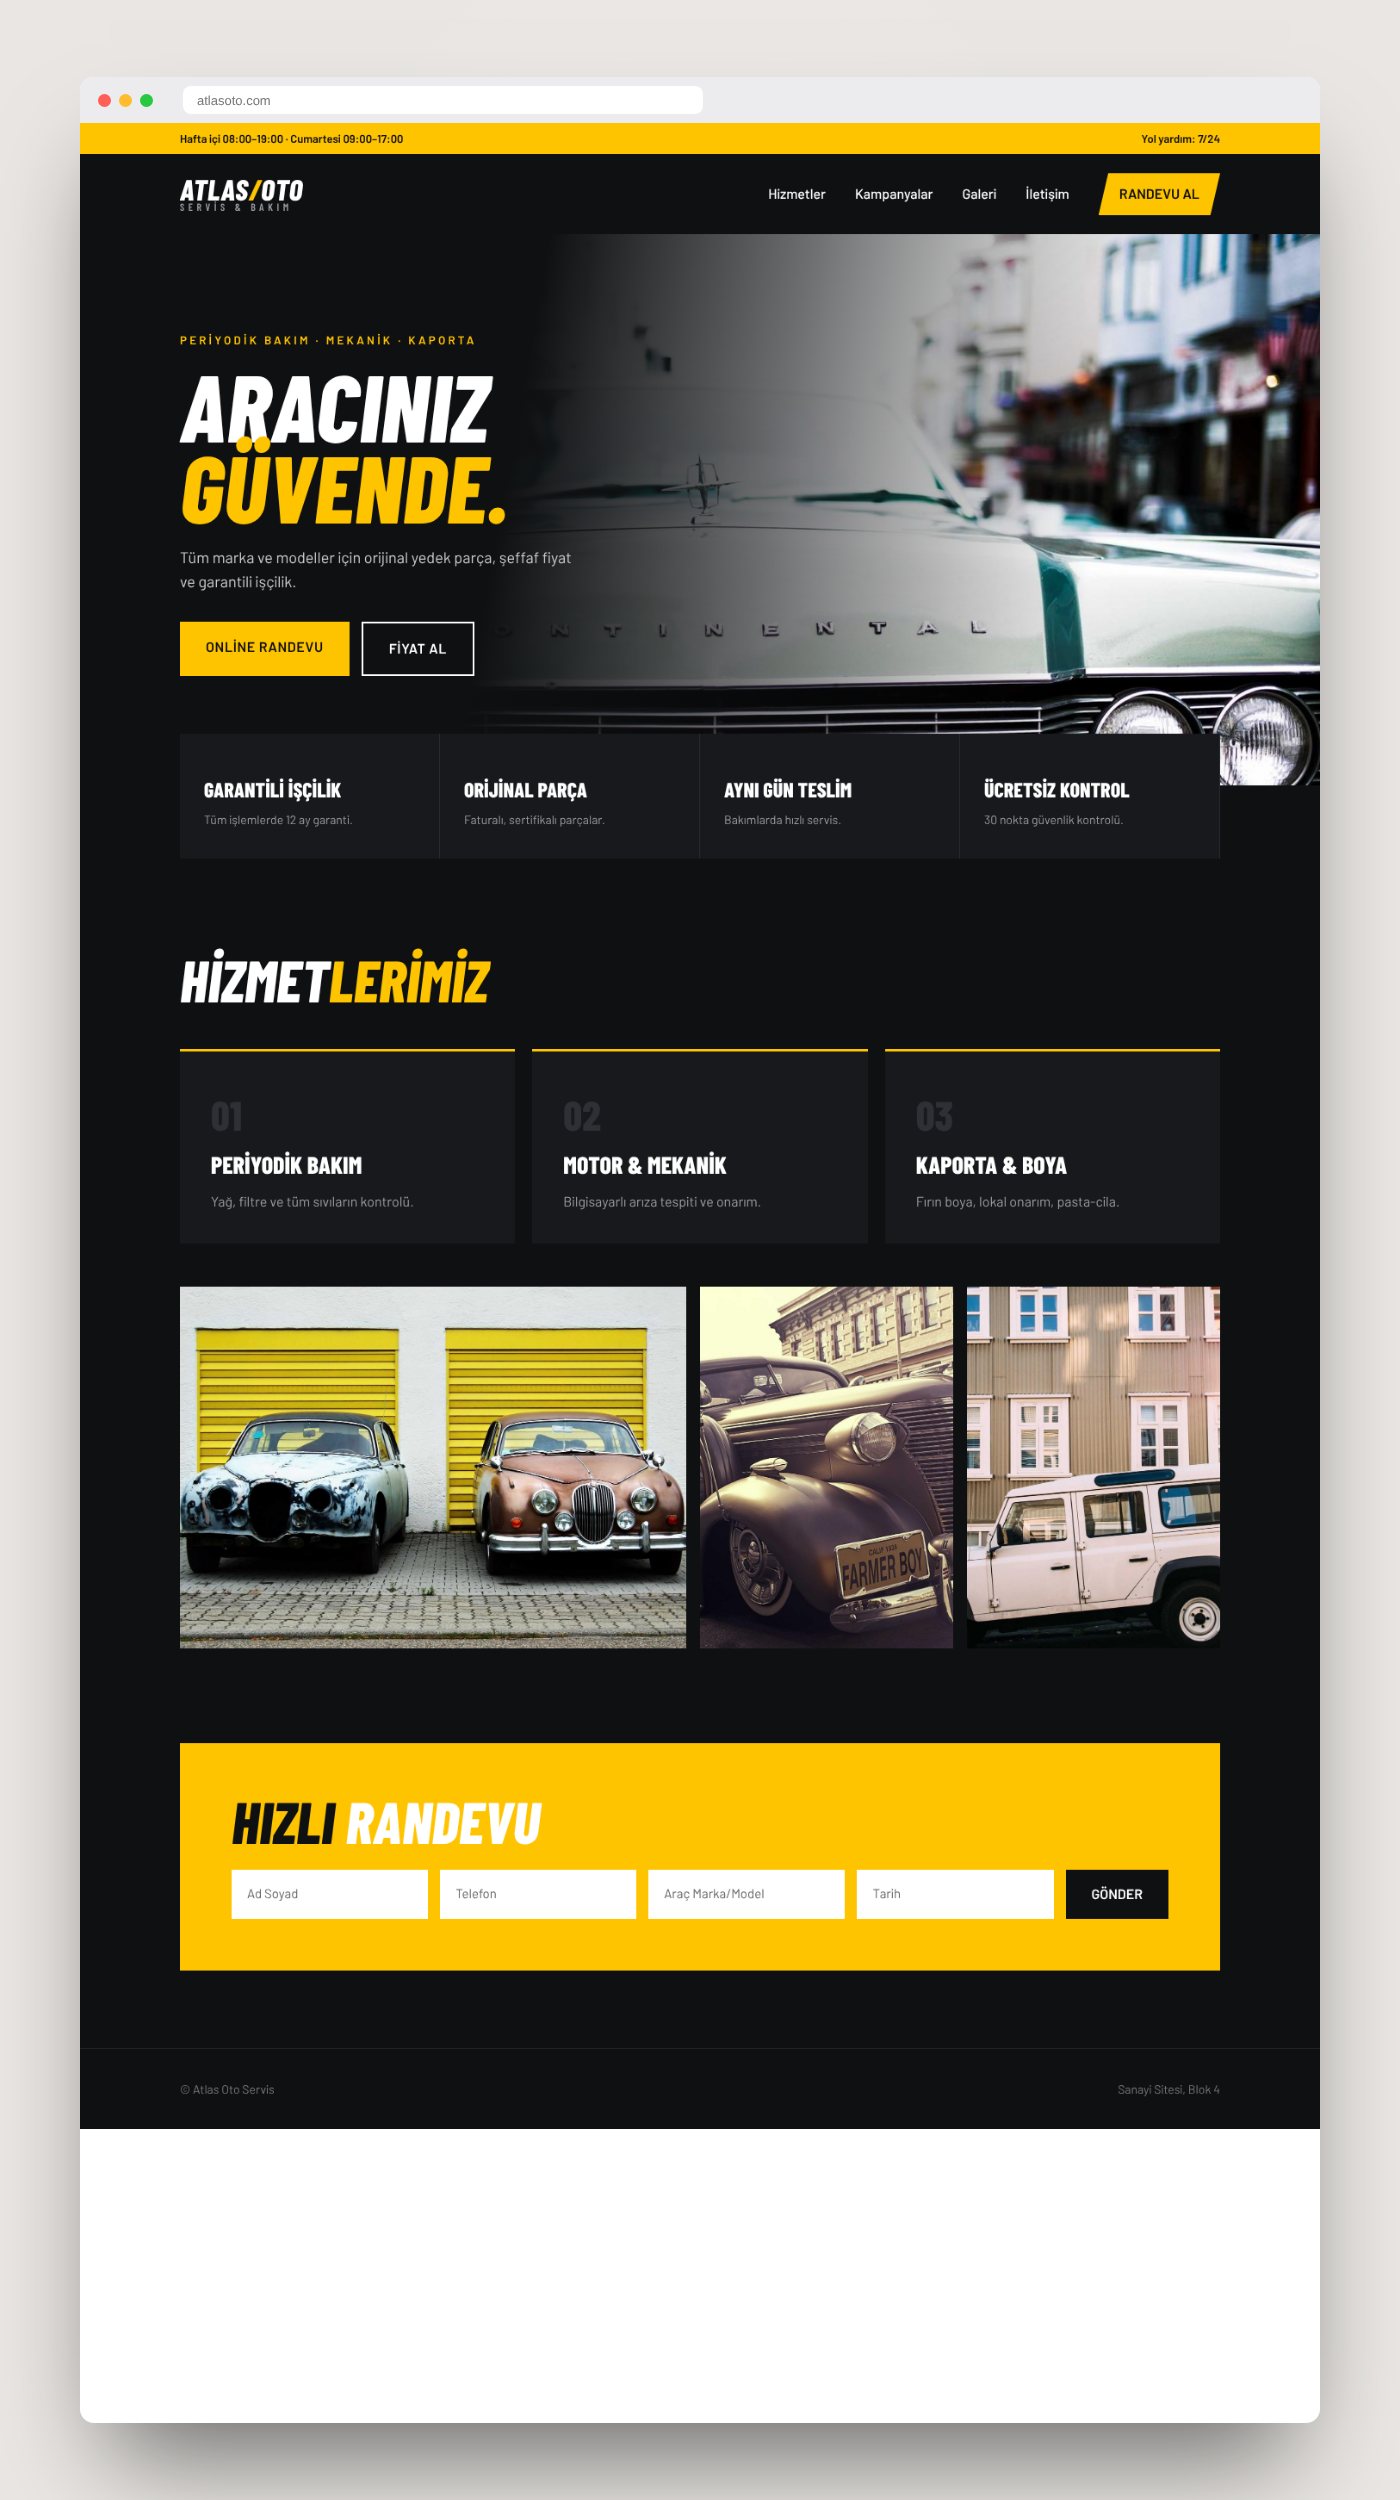 atlasoto.com
Hafta içi 08:00–19:00 · Cumartesi 09:00–17:00
Yol yardım: 7/24
ATLAS/OTO
SERVİS & BAKIM
Hizmetler
Kampanyalar
Galeri
İletişim
RANDEVU AL
PERİYODİK BAKIM · MEKANİK · KAPORTA
ARACINIZ
GÜVENDE.
Tüm marka ve modeller için orijinal yedek parça, şeffaf fiyat
ve garantili işçilik.
ONLİNE RANDEVU
FİYAT AL
ONTINENTAL
GARANTİLİ İŞÇİLİK
Tüm işlemlerde 12 ay garanti.
ORİJİNAL PARÇA
Faturalı, sertifikalı parçalar.
AYNI GÜN TESLİM
Bakımlarda hızlı servis.
ÜCRETSİZ KONTROL
30 nokta güvenlik kontrolü.
HİZMETLERİMİZ
01
PERİYODİK BAKIM
Yağ, filtre ve tüm sıvıların kontrolü.
02
MOTOR & MEKANİK
Bilgisayarlı arıza tespiti ve onarım.
03
KAPORTA & BOYA
Fırın boya, lokal onarım, pasta-cila.
FARMER BOY
HIZLI RANDEVU
Ad Soyad
Telefon
Araç Marka/Model
Tarih
GÖNDER
© Atlas Oto Servis
Sanayi Sitesi, Blok 4